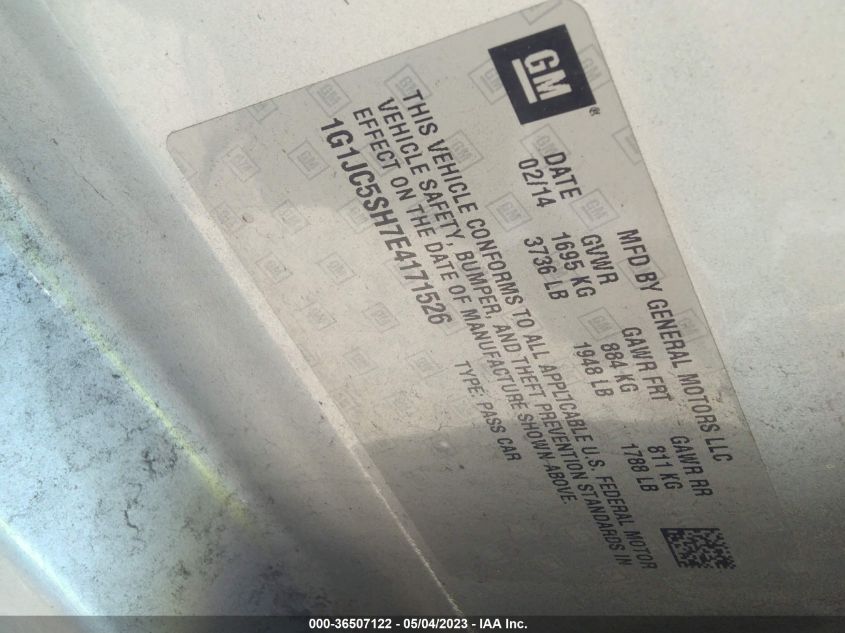 GM
®
MFD BY GENERAL MOTORS LLC
DATE GVWR GAWR FRT GAWR RR
02/14 1695 KG 884 KG 811 KG
3736 LB 1948 LB 1788 LB
THIS VEHICLE CONFORMS TO ALL APPLICABLE U.S. FEDERAL MOTOR
VEHICLE SAFETY, BUMPER, AND THEFT PREVENTION STANDARDS IN
EFFECT ON THE DATE OF MANUFACTURE SHOWN ABOVE.
1G1JC5SH7E4171526 TYPE: PASS CAR
000-36507122 - 05/04/2023 - IAA Inc.